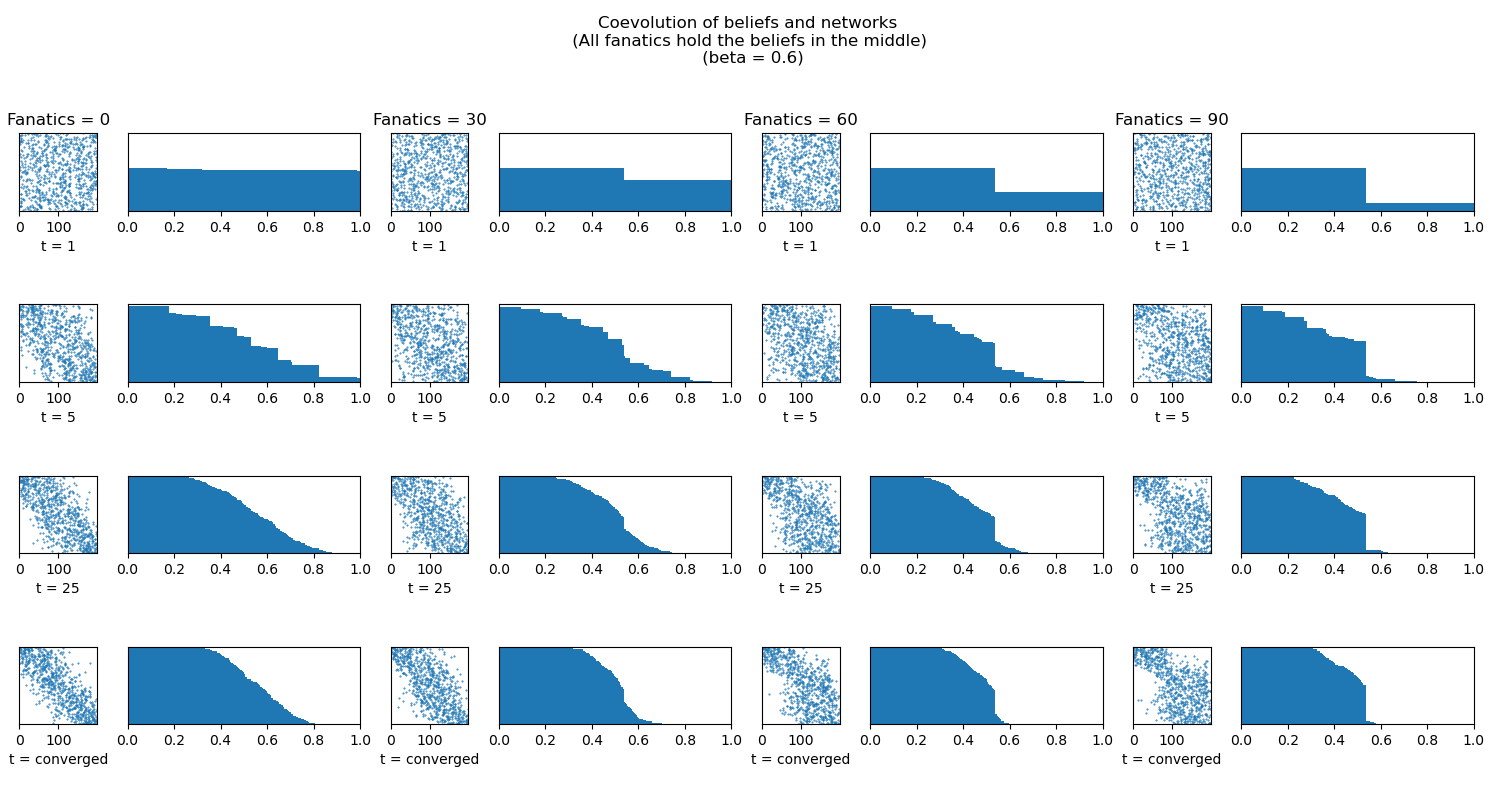 Coevolution of beliefs and networks
(All fanatics hold the beliefs in the middle)
(beta = 0.6)
Fanatics = 0
Fanatics = 30
Fanatics = 60
Fanatics = 90
0 100 0.0 0.2 0.4 0.6 0.8 1.0 0 100 0.0 0.2 0.4 0.6 0.8 1.0 0 100 0.0 0.2 0.4 0.6 0.8 1.0 0 100 0.0 0.2 0.4 0.6 0.8 1.0
t = 1 t = 1 t = 1 t = 1
0 100 0.0 0.2 0.4 0.6 0.8 1.0 0 100 0.0 0.2 0.4 0.6 0.8 1.0 0 100 0.0 0.2 0.4 0.6 0.8 1.0 0 100 0.0 0.2 0.4 0.6 0.8 1.0
t = 5 t = 5 t = 5 t = 5
0 100 0.0 0.2 0.4 0.6 0.8 1.0 0 100 0.0 0.2 0.4 0.6 0.8 1.0 0 100 0.0 0.2 0.4 0.6 0.8 1.0 0 100 0.0 0.2 0.4 0.6 0.8 1.0
t = 25 t = 25 t = 25 t = 25
0 100 0.0 0.2 0.4 0.6 0.8 1.0 0 100 0.0 0.2 0.4 0.6 0.8 1.0 0 100 0.0 0.2 0.4 0.6 0.8 1.0 0 100 0.0 0.2 0.4 0.6 0.8 1.0
t = converged t = converged t = converged t = converged